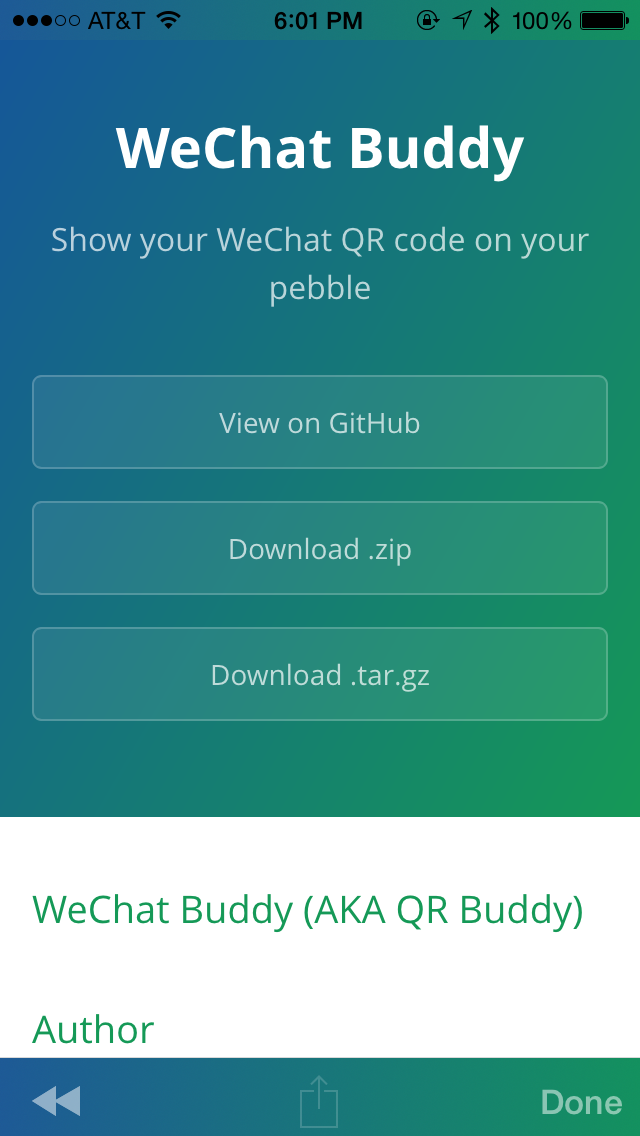 AT&T 6:01 PM 100%
WeChat Buddy
Show your WeChat QR code on your
pebble
View on GitHub
Download .zip
Download .tar.gz
WeChat Buddy (AKA QR Buddy)
Author
Done